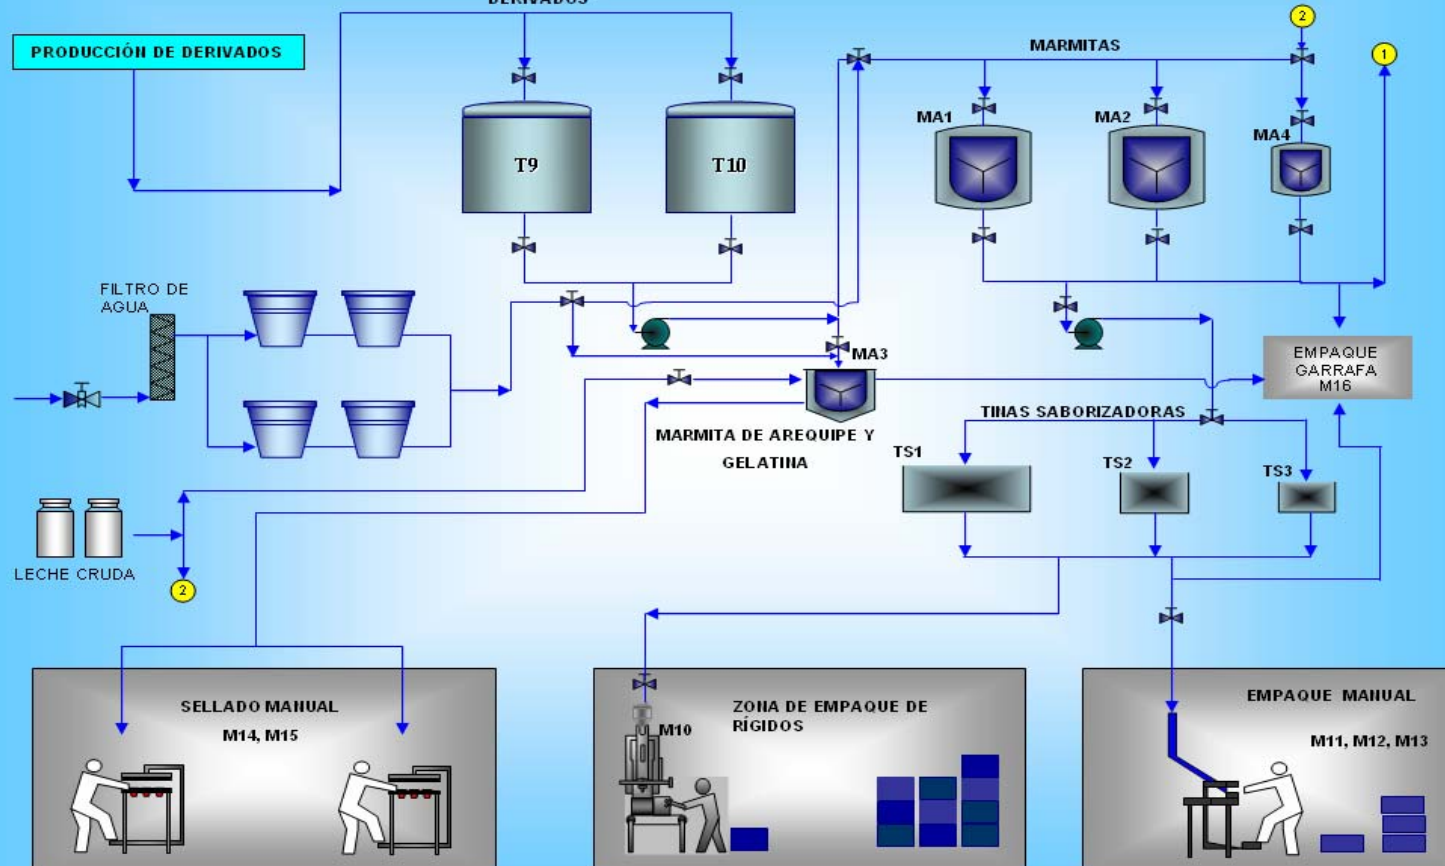 DERIVADOS
PRODUCCIÓN DE DERIVADOS
2
MARMITAS
1
T9
T10
MA1
MA2
MA4
FILTRO DE
AGUA
MA3
EMPAQUE
GARRAFA
M16
MARMITA DE AREQUIPE Y
GELATINA
TINAS SABORIZADORAS
TS1
TS2
TS3
LECHE CRUDA
2
SELLADO MANUAL
M14, M15
ZONA DE EMPAQUE DE
RÍGIDOS
M10
EMPAQUE MANUAL
M11, M12, M13